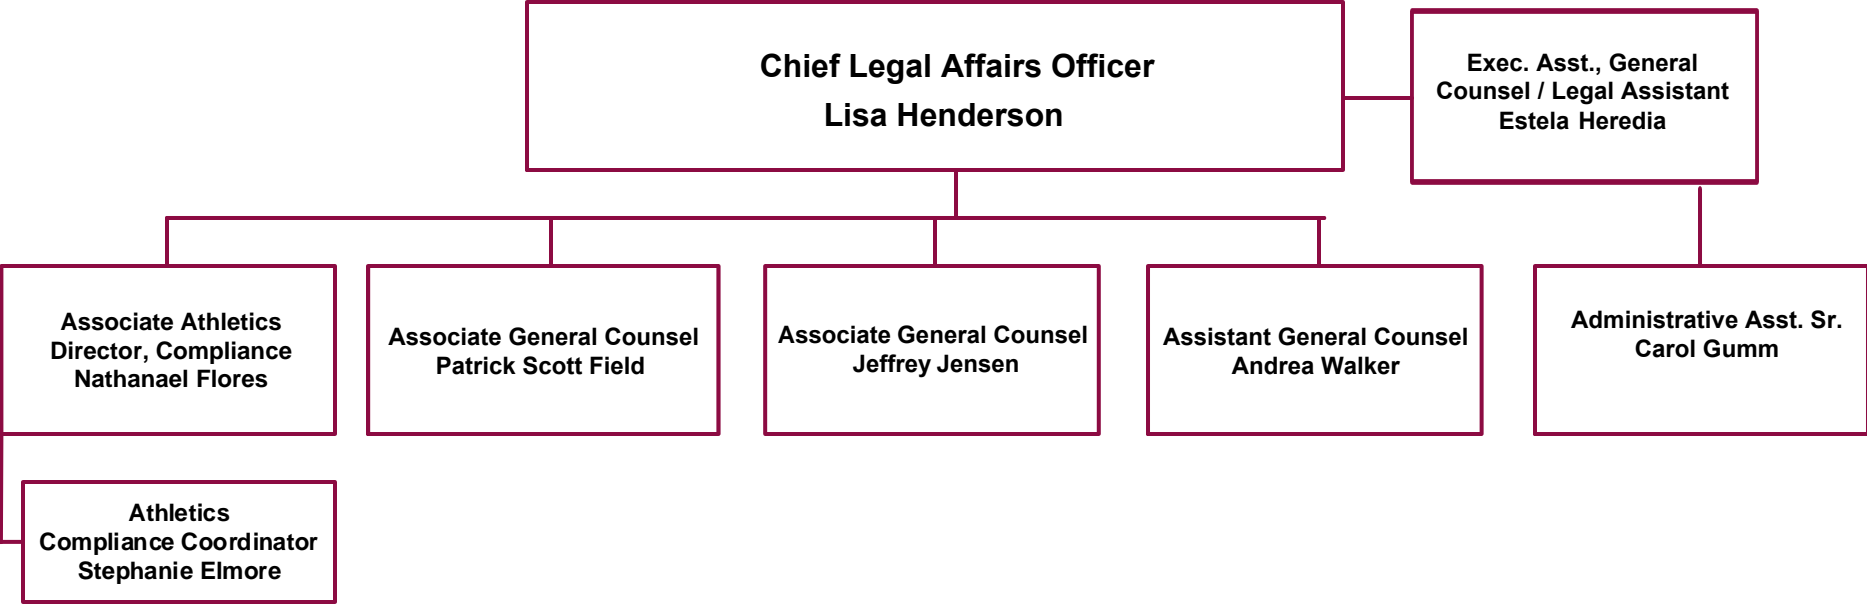 Chief Legal Affairs Officer
Lisa Henderson
Exec. Asst., General
Counsel / Legal Assistant
Estela Heredia
Associate Athletics
Director, Compliance
Nathanael Flores
Associate General Counsel
Patrick Scott Field
Associate General Counsel
Jeffrey Jensen
Assistant General Counsel
Andrea Walker
Administrative Asst. Sr.
Carol Gumm
Athletics
Compliance Coordinator
Stephanie Elmore